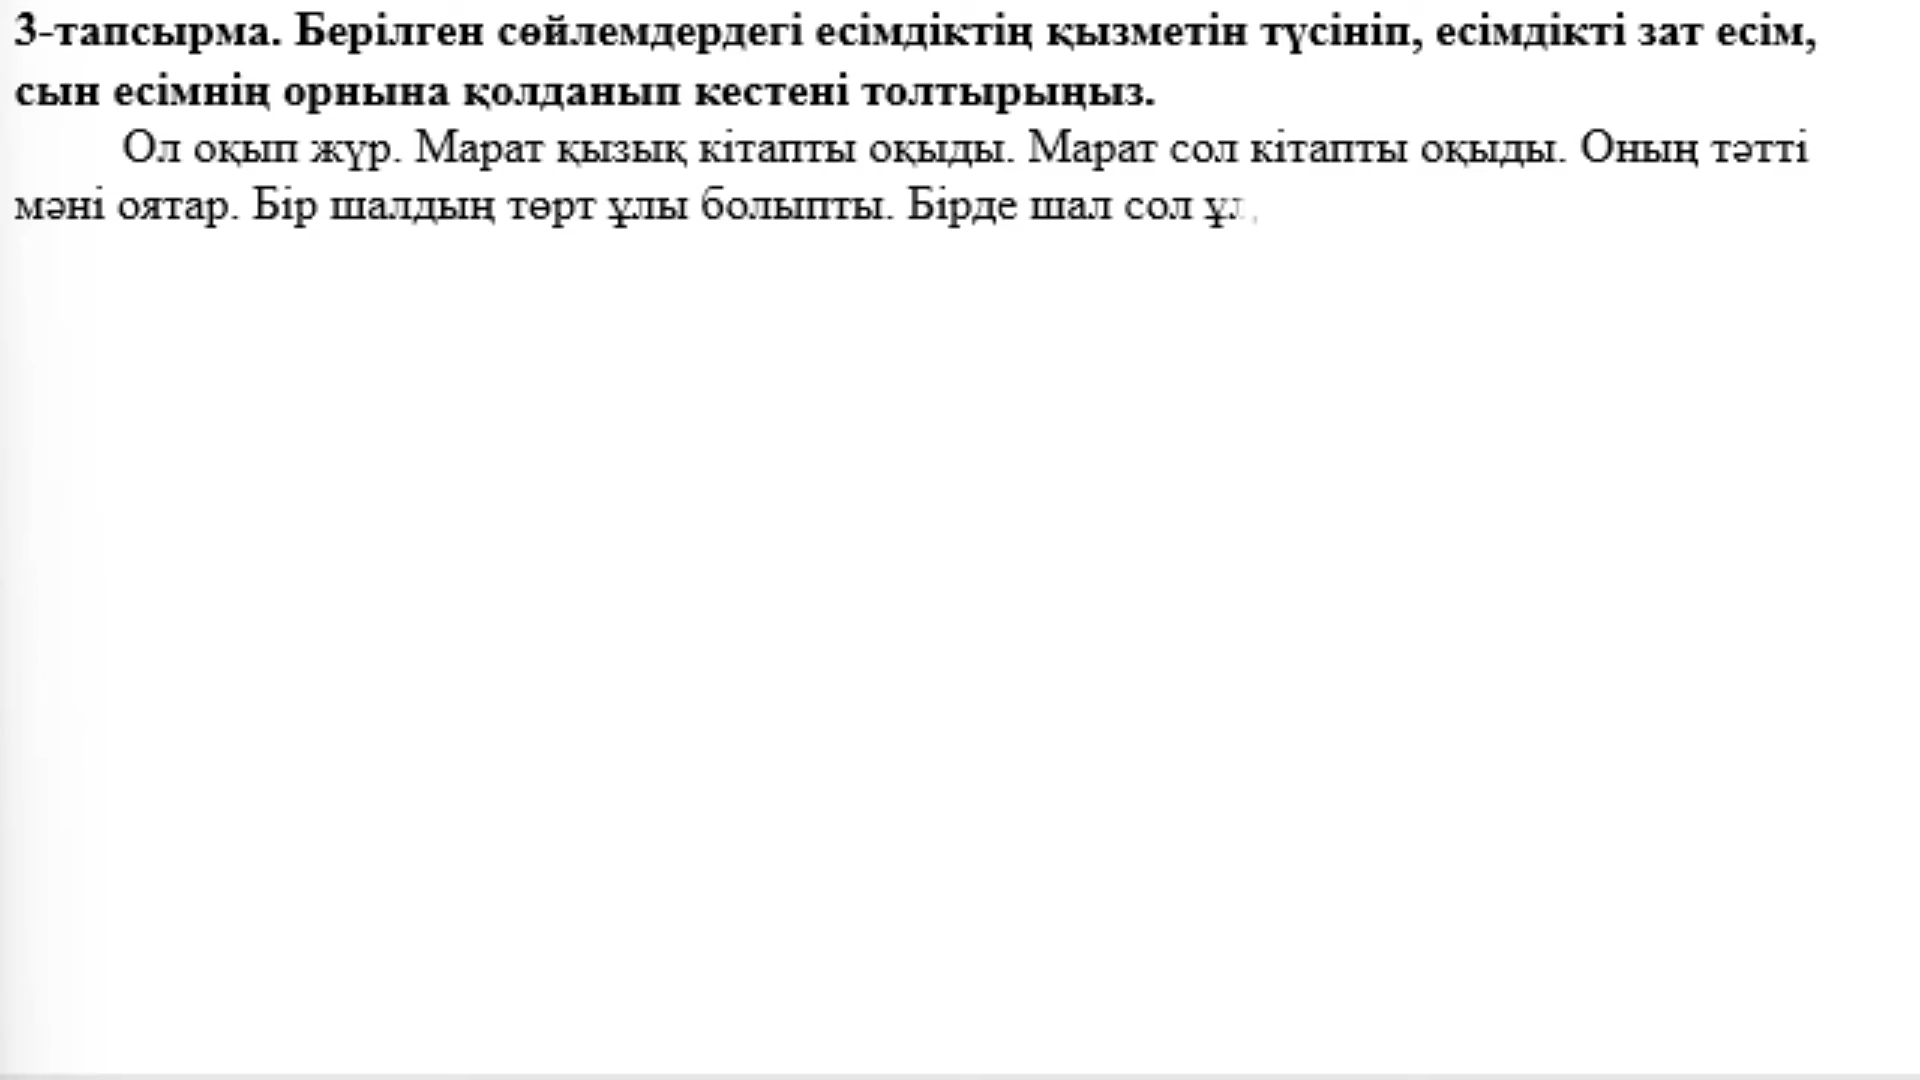 3-тапсырма. Берілген сөйлемдердегі есімдіктің қызметін түсініп, есімдікті зат есім,
сын есімнің орнына қолданып кестені толтырыңыз.
Ол оқып жүр. Марат қызық кітапты оқыды. Марат сол кітапты оқыды. Оның тәтті
мәні оятар. Бір шалдың төрт ұлы болыпты. Бірде шал сол